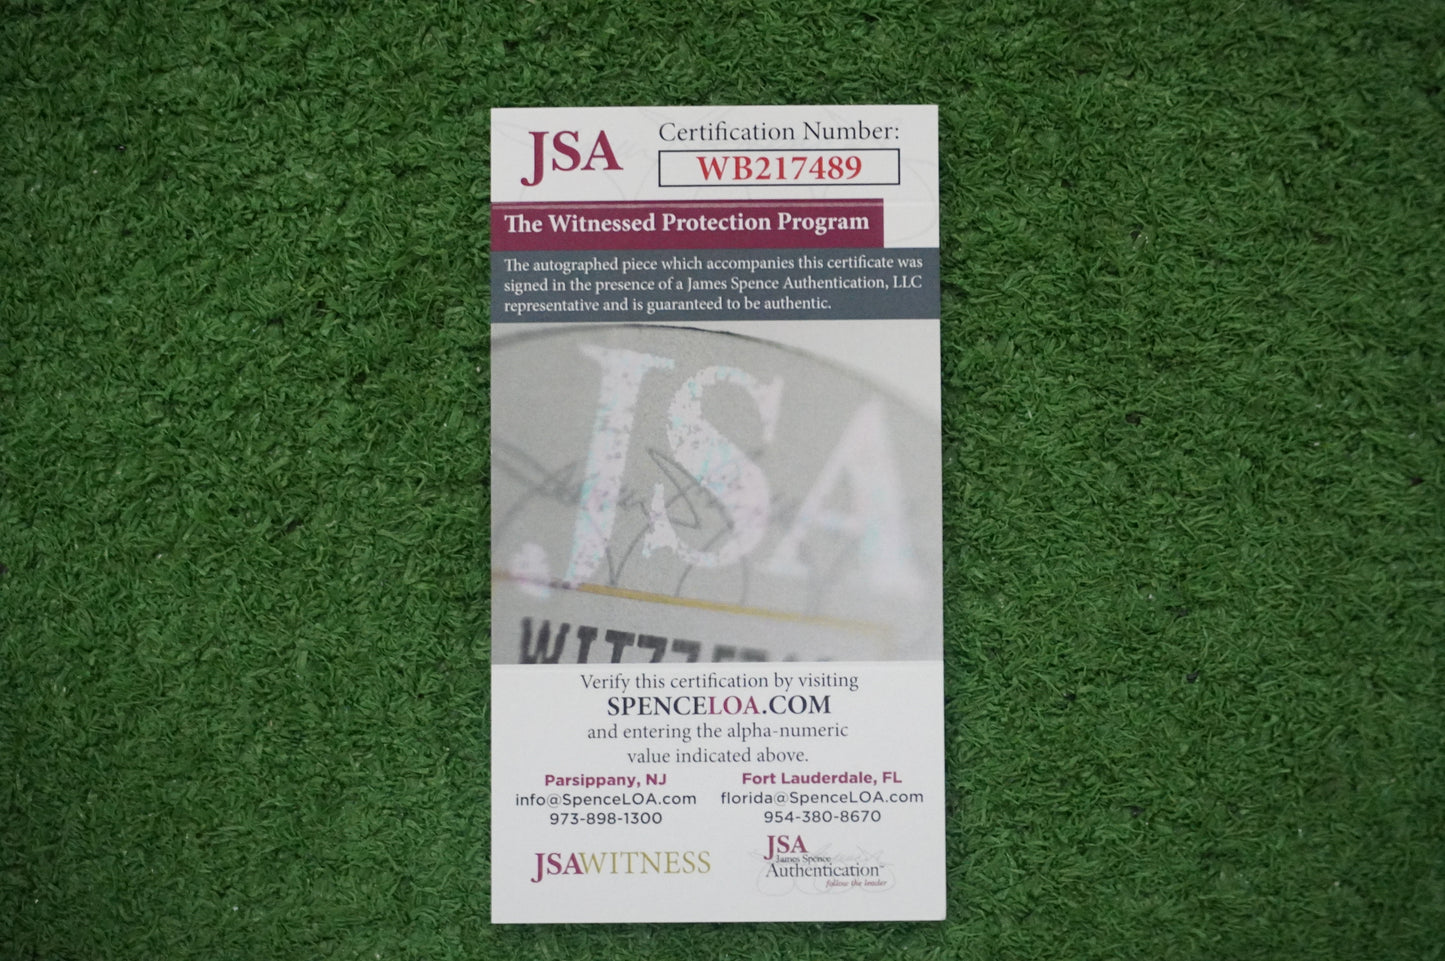 JSA
Certification Number:
WB217489
The Witnessed Protection Program
The autographed piece which accompanies this certificate was
signed in the presence of a James Spence Authentication, LLC
representative and is guaranteed to be authentic.
JSA
Verify this certification by visiting
SPENCELOA.COM
and entering the alpha-numeric
value indicated above.
Parsippany, NJ
info@SpenceLOA.com
973-898-1300
Fort Lauderdale, FL
florida@SpenceLOA.com
954-380-8670
JSAWITNESS
JSA
James Spence
Authentication
follow the leader